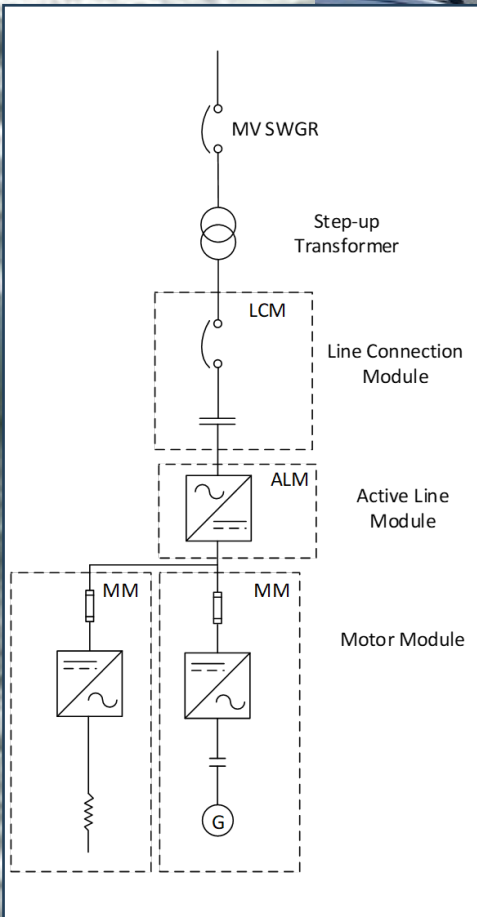 MV SWGR
Step-up
Transformer
LCM
Line Connection
Module
ALM
Active Line
Module
MM
MM
Motor Module
G